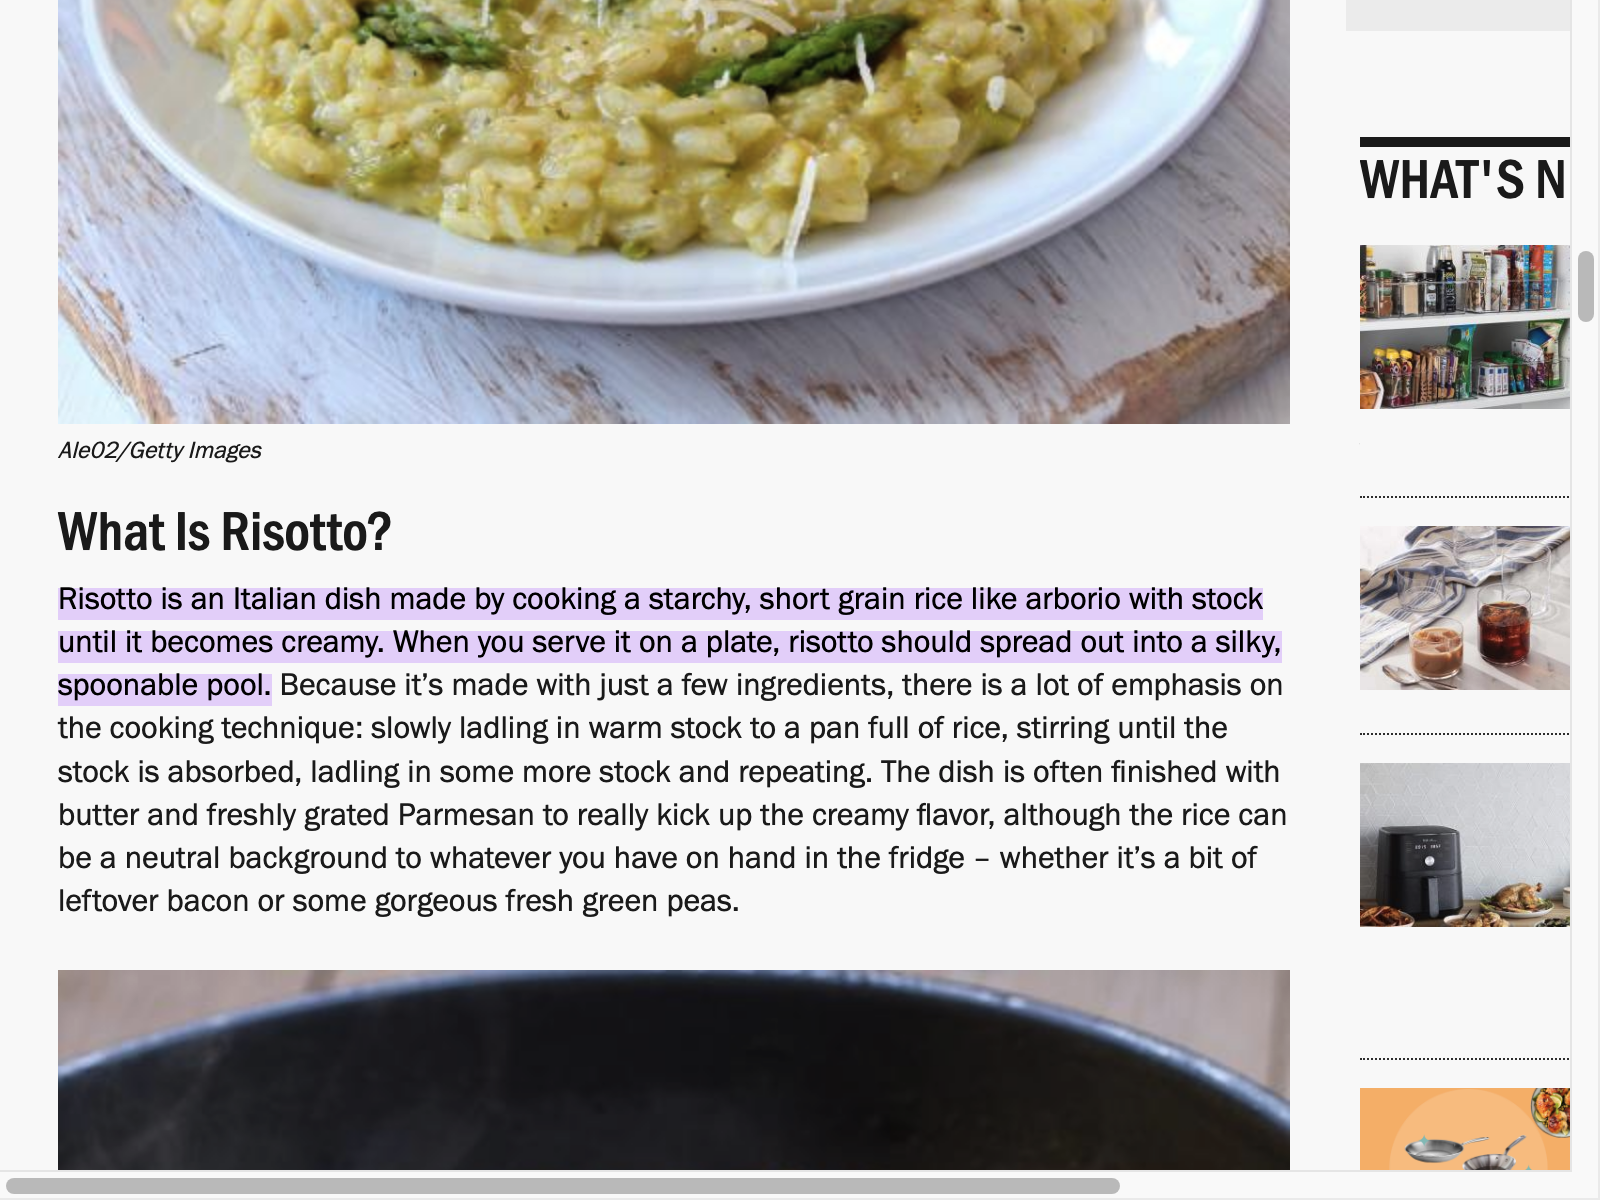 Ale02/Getty Images
What Is Risotto?
Risotto is an Italian dish made by cooking a starchy, short grain rice like arborio with stock
until it becomes creamy. When you serve it on a plate, risotto should spread out into a silky,
spoonable pool. Because it’s made with just a few ingredients, there is a lot of emphasis on
the cooking technique: slowly ladling in warm stock to a pan full of rice, stirring until the
stock is absorbed, ladling in some more stock and repeating. The dish is often finished with
butter and freshly grated Parmesan to really kick up the creamy flavor, although the rice can
be a neutral background to whatever you have on hand in the fridge – whether it’s a bit of
leftover bacon or some gorgeous fresh green peas.
WHAT'S N